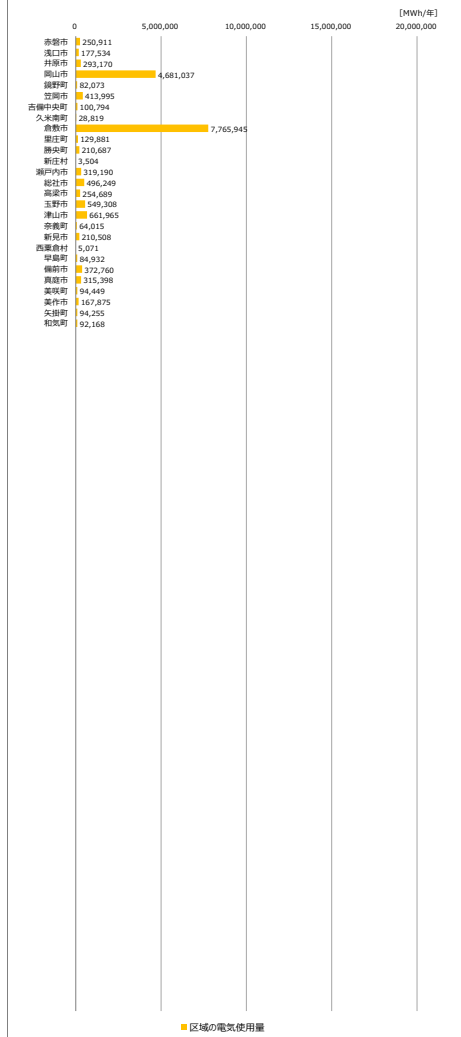 [MWh/年]
0 5,000,000 10,000,000 15,000,000 20,000,000
赤磐市 250,911
浅口市 177,534
井原市 293,170
岡山市 4,681,037
鏡野町 82,073
笠岡市 413,995
吉備中央町 100,794
久米南町 28,819
倉敷市 7,765,945
里庄町 129,881
勝央町 210,687
新庄村 3,504
瀬戸内市 319,190
総社市 496,249
高梁市 254,689
玉野市 549,308
津山市 661,965
奈義町 64,015
新見市 210,508
西粟倉村 5,071
早島町 84,932
備前市 372,760
真庭市 315,398
美咲町 94,449
美作市 167,875
矢掛町 94,255
和気町 92,168
区域の電気使用量